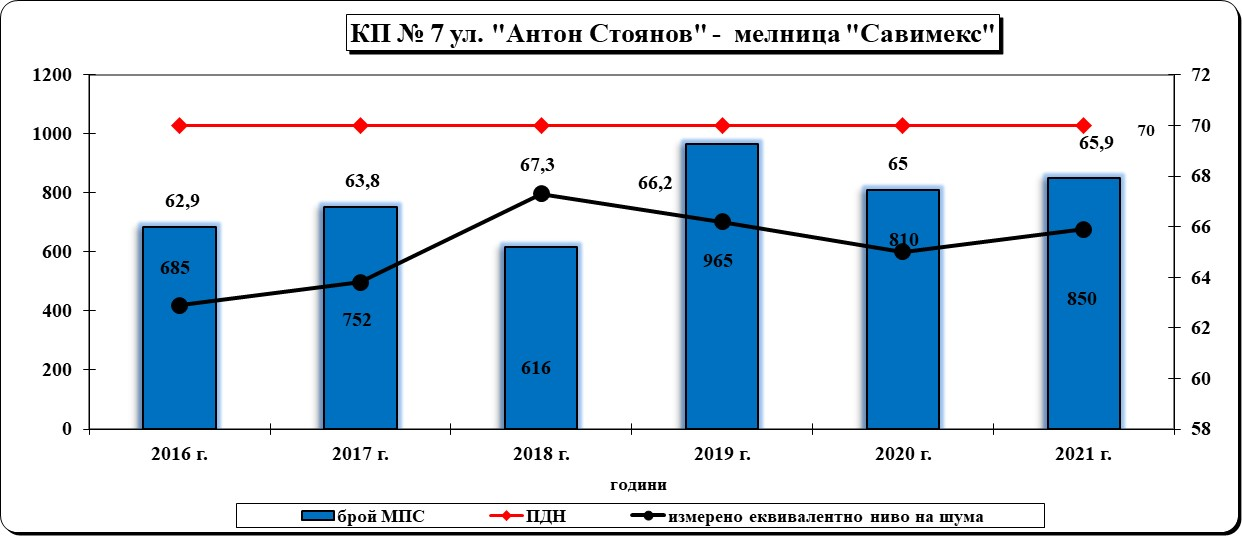 КП № 7 ул. "Антон Стоянов" - мелница "Савимекс"
1200 72
1000 70 70
65,9
67,3 65
63,8 66,2
800 62,9 68
600 66
685 965 810
850
400 64
752
616
62
200 60
0 58
2016 г. 2017 г. 2018 г. 2019 г. 2020 г. 2021 г.
години
брой МПС ПДН измерено еквивалентно ниво на шума